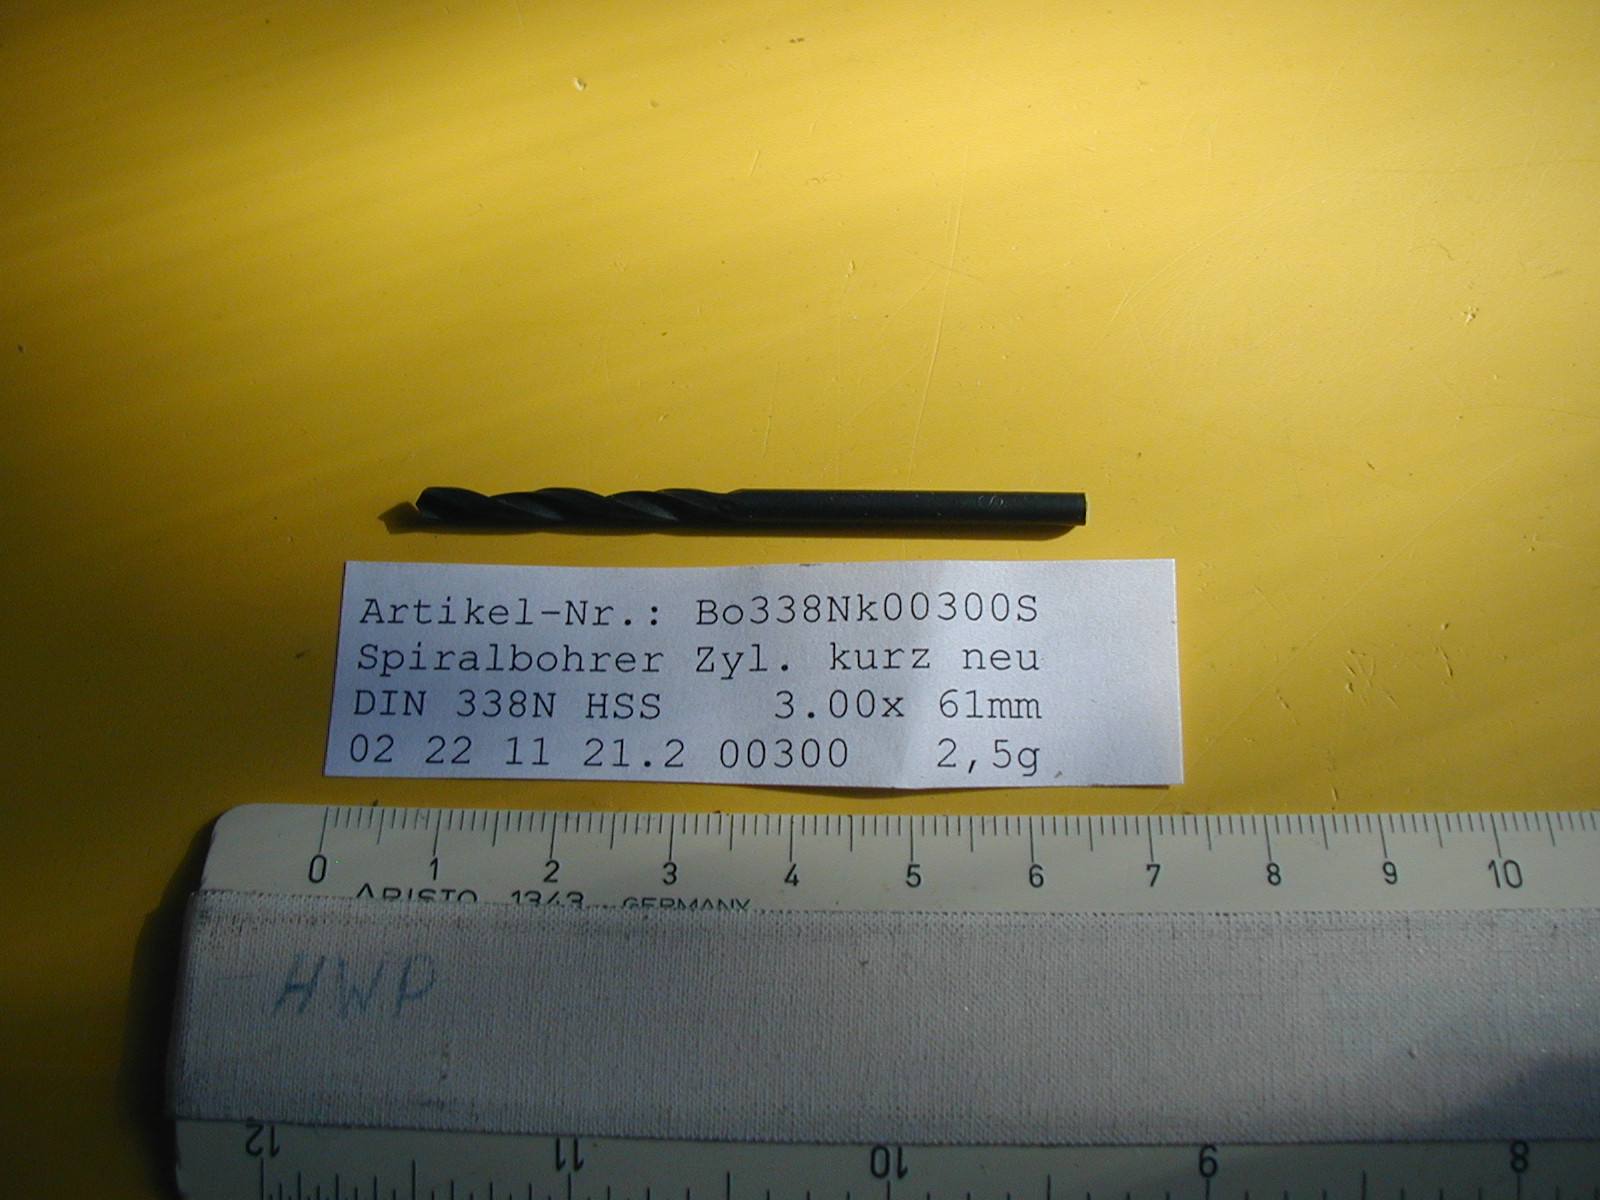 Artikel-Nr.: Bo338Nk00300S
Spiralbohrer Zyl. kurz neu
DIN 338N HSS 3.00x 61mm
02 22 11 21.2 00300 2,5g
0 1 2 3 4 5 6 7 8 9 10
ARISTO 1343 GERMANY
HWP
12 11 10 9 8